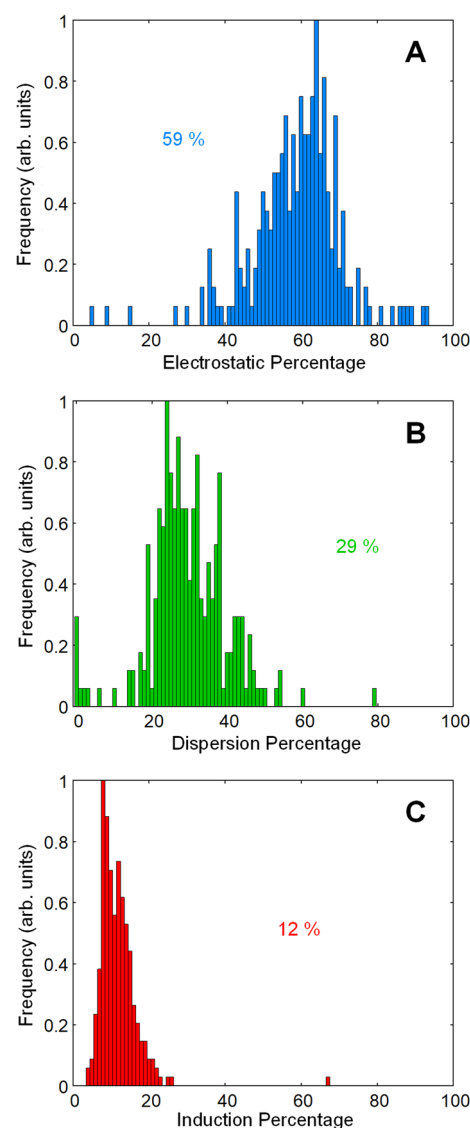 A
59 %
Frequency (arb. units)
1
0.8
0.6
0.4
0.2
0
0 20 40 60 80 100
Electrostatic Percentage
B
29 %
Frequency (arb. units)
1
0.8
0.6
0.4
0.2
0
0 20 40 60 80 100
Dispersion Percentage
C
12 %
Frequency (arb. units)
1
0.8
0.6
0.4
0.2
0
0 20 40 60 80 100
Induction Percentage